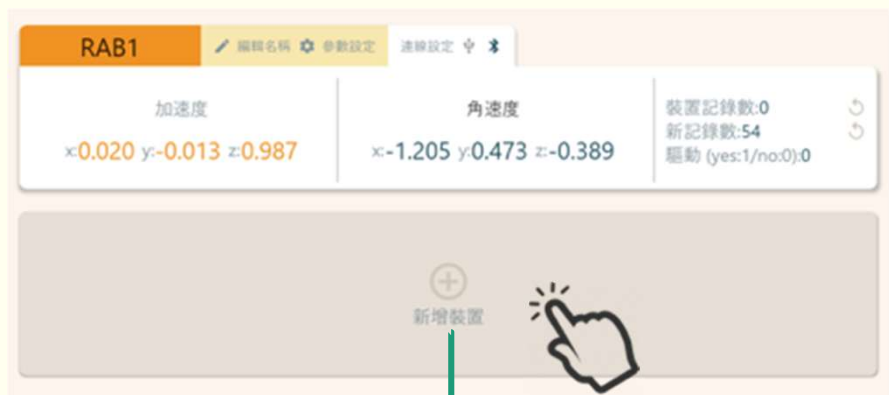 RAB1 編輯名稱 參數設定 連線設定
加速度
x:0.020 y:-0.013 z:0.987
角速度
x:-1.205 y:0.473 z:-0.389
裝置記錄數:0
新記錄數:54
驅動 (yes:1/no:0):0
新增裝置